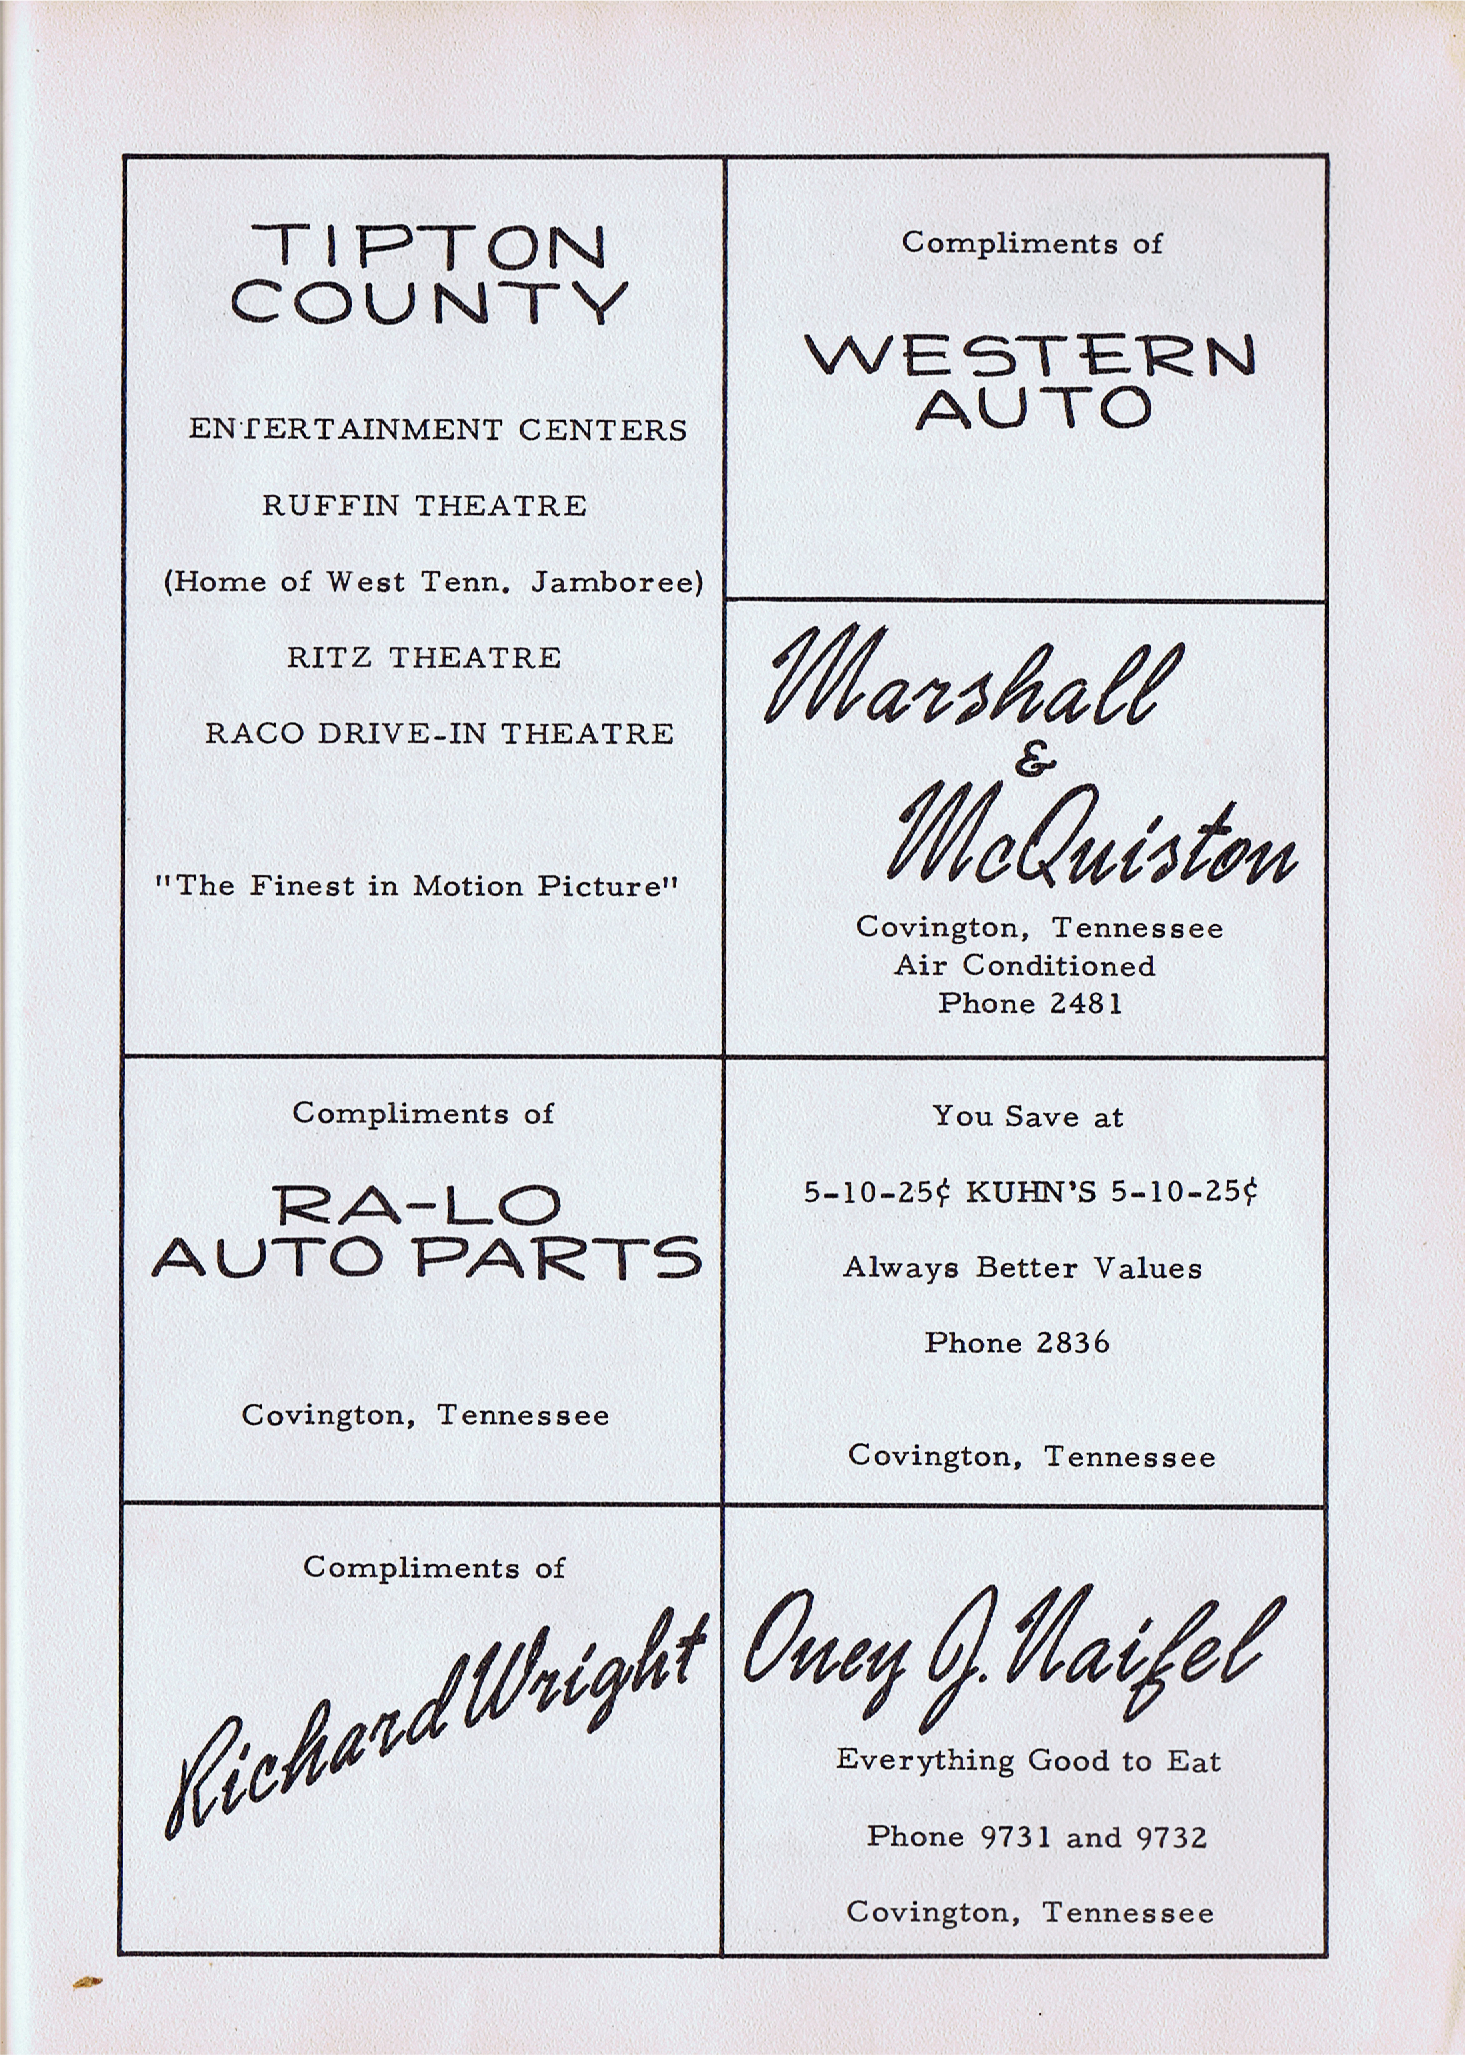 TIPTON
COUNTY
ENTERTAINMENT CENTERS
RUFFIN THEATRE
(Home of West Tenn. Jamboree)
RITZ THEATRE
RACO DRIVE-IN THEATRE
"The Finest in Motion Picture"
Compliments of
WESTERN
AUTO
Marshall
&
McQuiston
Covington, Tennessee
Air Conditioned
Phone 2481
Compliments of
RA-LO
AUTO PARTS
Covington, Tennessee
You Save at
5-10-25¢ KUHN'S 5-10-25¢
Always Better Values
Phone 2836
Covington, Tennessee
Compliments of
Richard Wright
Oney J. Naifel
Everything Good to Eat
Phone 9731 and 9732
Covington, Tennessee